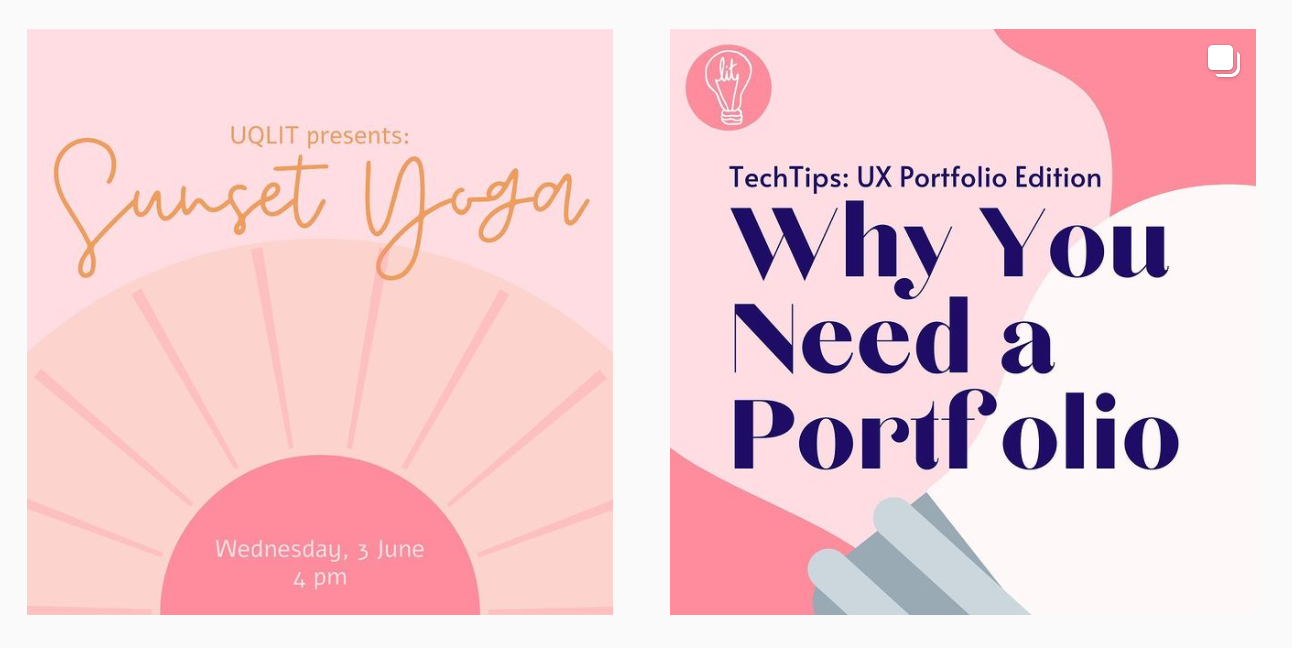 UQLIT presents:
Sunset Yoga
Wednesday, 3 June
4 pm
lit
TechTips: UX Portfolio Edition
Why You
Need a
Portfolio